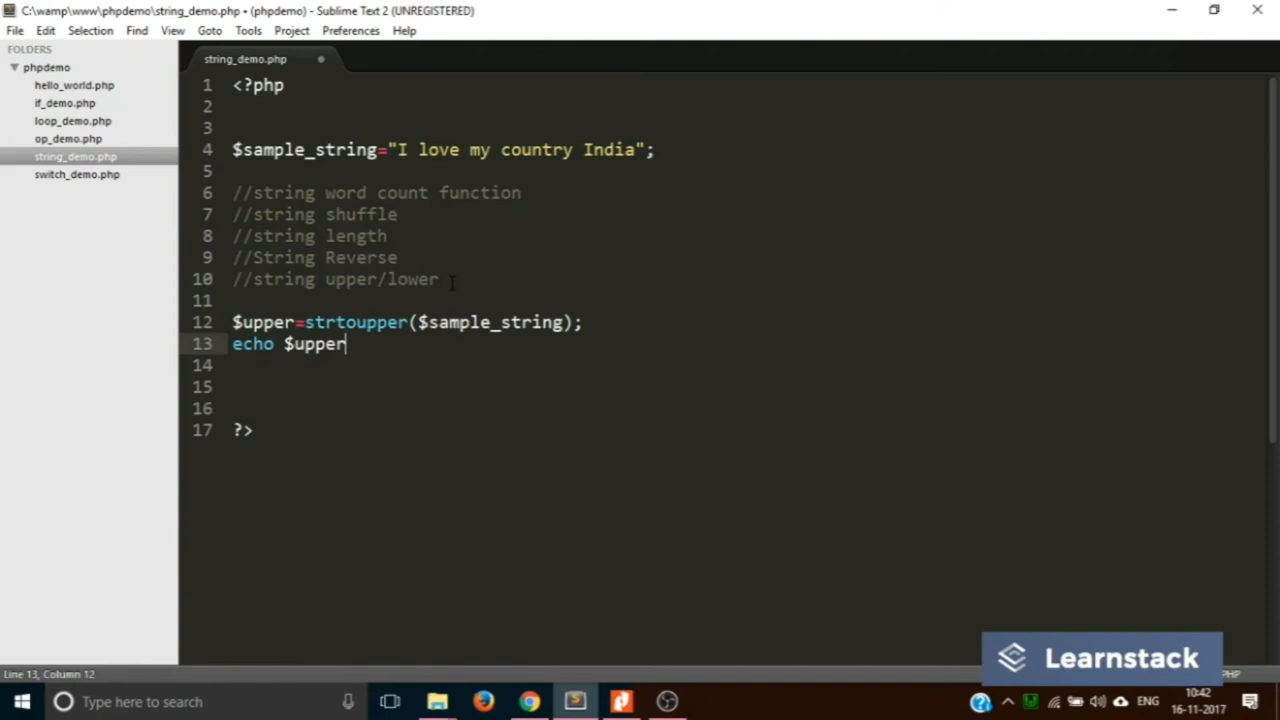 C:\wamp\www\phpdemo\string_demo.php • (phpdemo) - Sublime Text 2 (UNREGISTERED)
File Edit Selection Find View Goto Tools Project Preferences Help
FOLDERS
phpdemo
hello_world.php
if_demo.php
loop_demo.php
op_demo.php
string_demo.php
switch_demo.php
string_demo.php
1 <?php
2
3
4 $sample_string="I love my country India";
5
6 //string word count function
7 //string shuffle
8 //string length
9 //String Reverse
10 //string upper/lower
11
12 $upper=strtoupper($sample_string);
13 echo $upper
14
15
16
17 ?>
Learnstack
Line 13, Column 12
PHP
Type here to search
ENG
10:42
16-11-2017